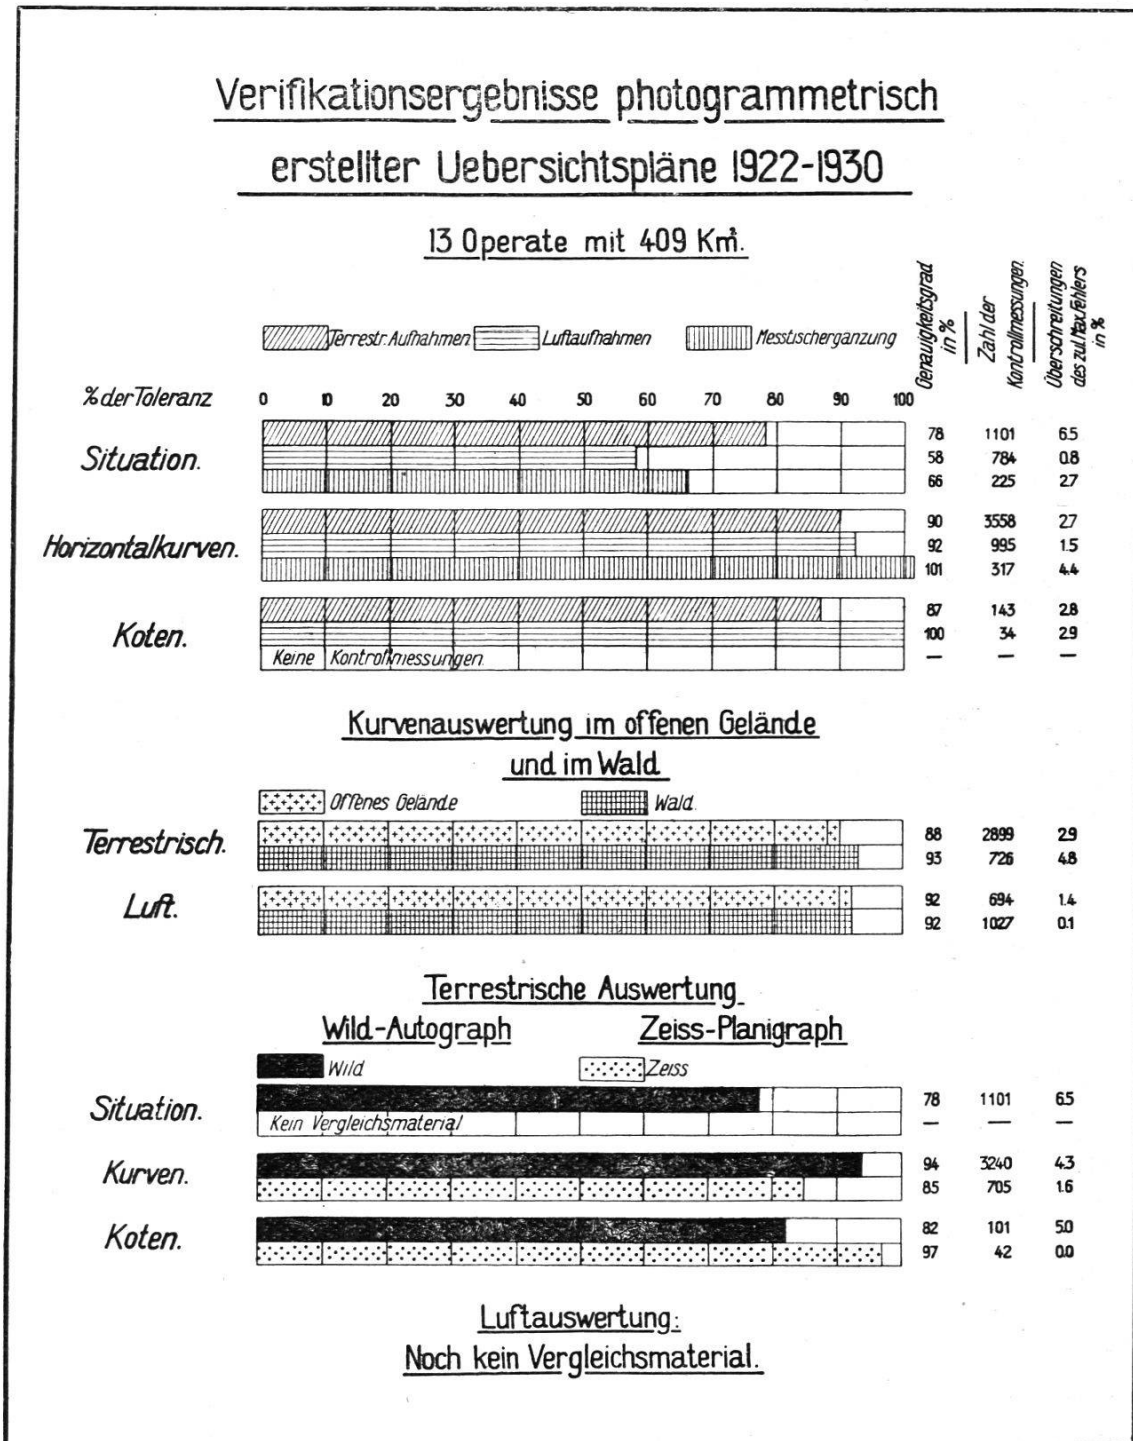 Verifikationsergebnisse photogrammetrisch
erstellter Uebersichtspläne 1922-1930
13 Operate mit 409 Km².
Genauigkeitsgrad in %
Zahl der Kontrollmessungen.
Überschreitungen des zul. Max.fehlers in %
Terrestr. Aufnahmen Luftaufnahmen Messtischergänzung
% der Toleranz 0 10 20 30 40 50 60 70 80 90 100
Situation.
78 1101 6.5
58 784 0.8
66 225 2.7
Horizontalkurven.
90 3558 2.7
92 995 1.5
101 317 4.4
Koten.
87 143 2.8
100 34 2.9
Keine Kontrollmessungen. — — —
Kurvenauswertung im offenen Gelände
und im Wald
Offenes Gelände Wald.
Terrestrisch.
88 2899 2.9
93 726 4.8
Luft.
92 694 1.4
92 1027 0.1
Terrestrische Auswertung
Wild-Autograph Zeiss-Planigraph
Wild Zeiss
Situation.
78 1101 6.5
Kein Vergleichsmaterial — — —
Kurven.
94 3240 4.3
85 705 1.6
Koten.
82 101 5.0
97 42 0.0
Luftauswertung:
Noch kein Vergleichsmaterial.